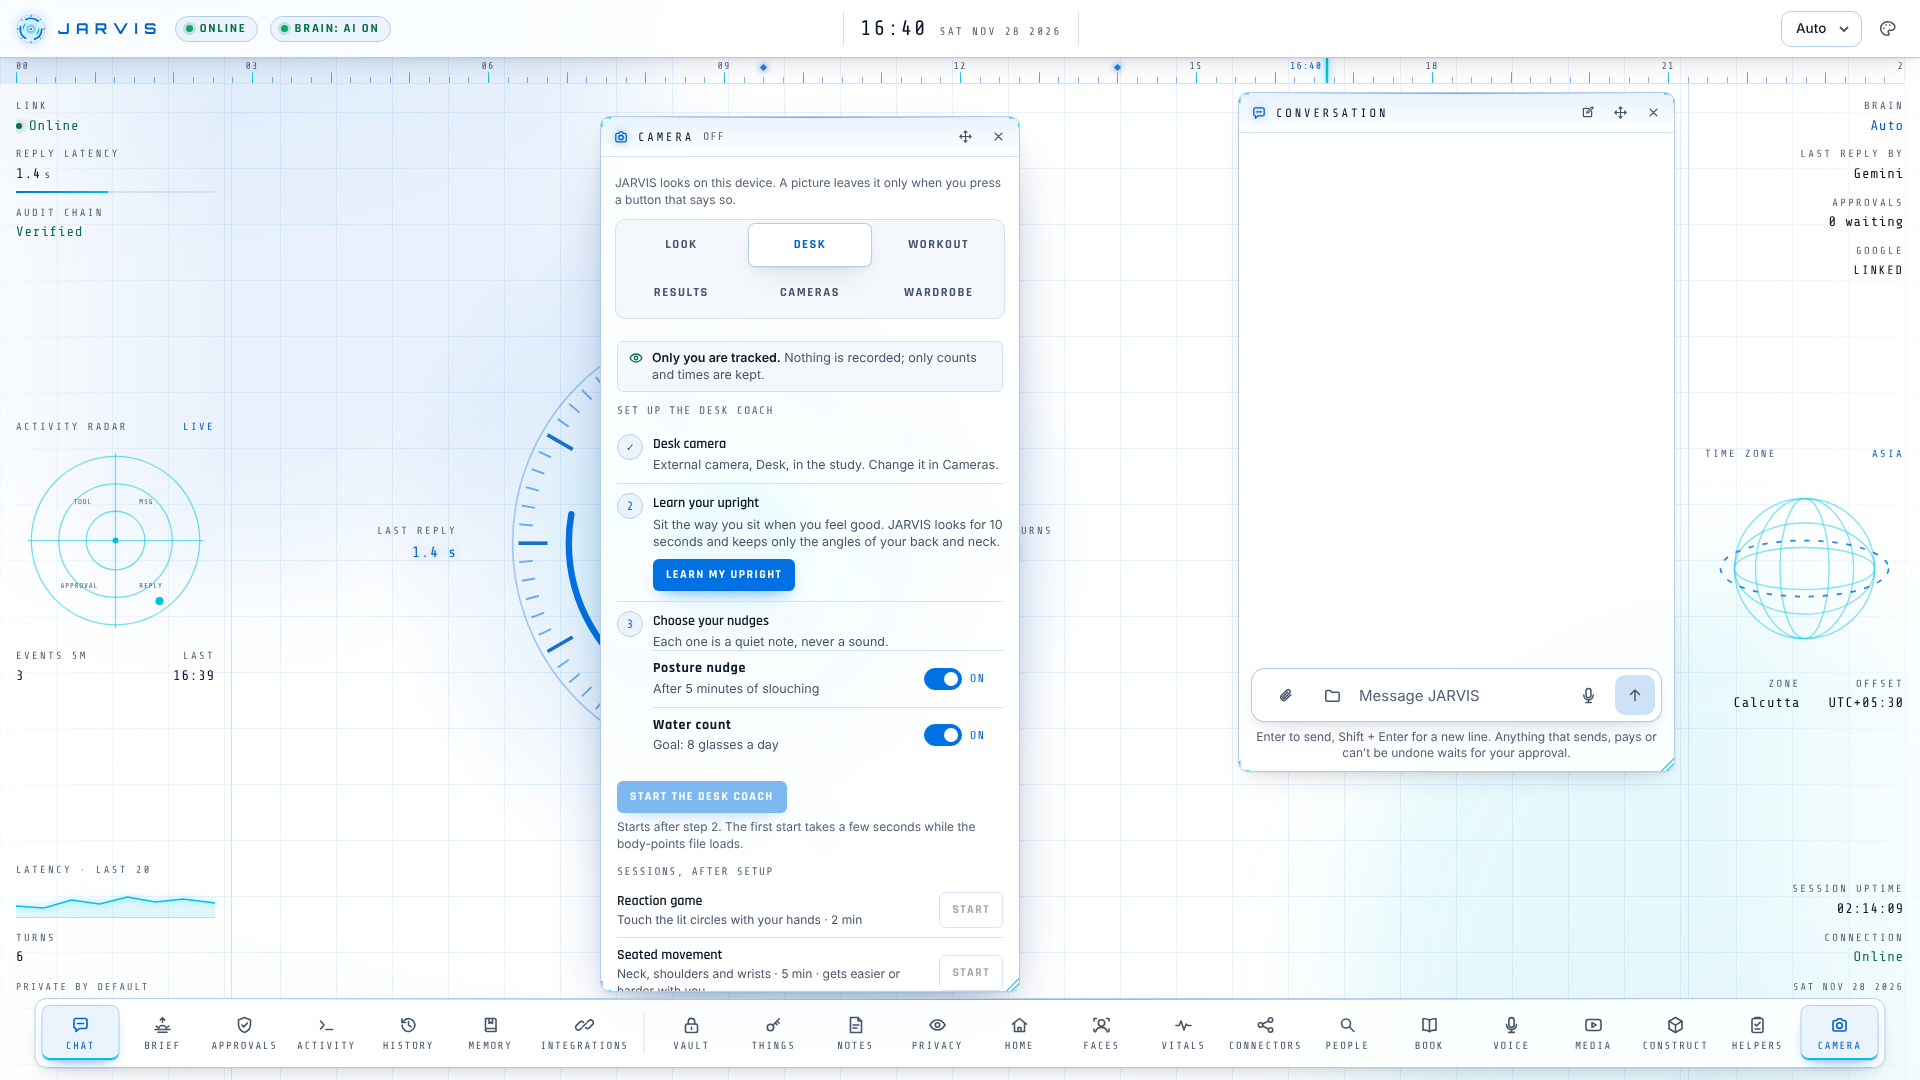 JARVIS
ONLINE
BRAIN: AI ON
16:40 SAT NOV 28 2026
Auto
00 03 06 09 12 15 16:40 18 21 2
LINK
Online
REPLY LATENCY
1.4 s
AUDIT CHAIN
Verified
ACTIVITY RADAR LIVE
TOOL MSG
APPROVAL REPLY
EVENTS 5M LAST
3 16:39
LATENCY · LAST 20
TURNS
6
PRIVATE BY DEFAULT
LAST REPLY
1.4 s
URNS
CAMERA OFF
JARVIS looks on this device. A picture leaves it only when you press
a button that says so.
LOOK DESK WORKOUT
RESULTS CAMERAS WARDROBE
Only you are tracked. Nothing is recorded; only counts
and times are kept.
SET UP THE DESK COACH
✓ Desk camera
External camera, Desk, in the study. Change it in Cameras.
2 Learn your upright
Sit the way you sit when you feel good. JARVIS looks for 10
seconds and keeps only the angles of your back and neck.
LEARN MY UPRIGHT
3 Choose your nudges
Each one is a quiet note, never a sound.
Posture nudge
After 5 minutes of slouching
ON
Water count
Goal: 8 glasses a day
ON
START THE DESK COACH
Starts after step 2. The first start takes a few seconds while the
body-points file loads.
SESSIONS, AFTER SETUP
Reaction game
Touch the lit circles with your hands · 2 min
START
Seated movement
Neck, shoulders and wrists · 5 min · gets easier or
harder with you
START
CONVERSATION
Message JARVIS
Enter to send, Shift + Enter for a new line. Anything that sends, pays or
can't be undone waits for your approval.
BRAIN
Auto
LAST REPLY BY
Gemini
APPROVALS
0 waiting
GOOGLE
LINKED
TIME ZONE ASIA
ZONE OFFSET
Calcutta UTC+05:30
SESSION UPTIME
02:14:09
CONNECTION
Online
SAT NOV 28 2026
CHAT BRIEF APPROVALS ACTIVITY HISTORY MEMORY INTEGRATIONS VAULT THINGS NOTES PRIVACY HOME FACES VITALS CONNECTORS PEOPLE BOOK VOICE MEDIA CONSTRUCT HELPERS CAMERA